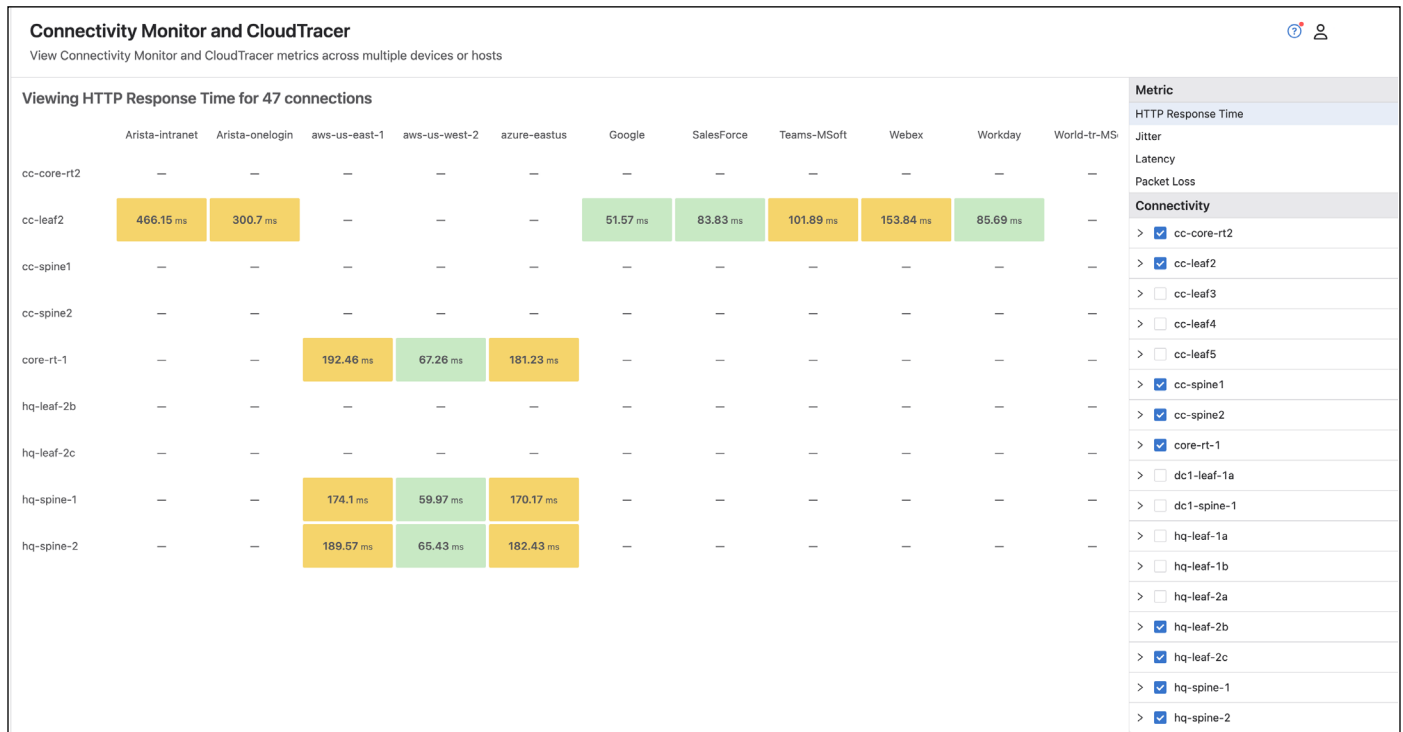 Connectivity Monitor and CloudTracer
View Connectivity Monitor and CloudTracer metrics across multiple devices or hosts
Viewing HTTP Response Time for 47 connections
Arista-intranet Arista-onelogin aws-us-east-1 aws-us-west-2 azure-eastus Google SalesForce Teams-MSoft Webex Workday World-tr-MS
cc-core-rt2 — — — — — — — — — — —
cc-leaf2 466.15 ms 300.7 ms — — — 51.57 ms 83.83 ms 101.89 ms 153.84 ms 85.69 ms —
cc-spine1 — — — — — — — — — — —
cc-spine2 — — — — — — — — — — —
core-rt-1 — — 192.46 ms 67.26 ms 181.23 ms — — — — — —
hq-leaf-2b — — — — — — — — — — —
hq-leaf-2c — — — — — — — — — — —
hq-spine-1 — — 174.1 ms 59.97 ms 170.17 ms — — — — — —
hq-spine-2 — — 189.57 ms 65.43 ms 182.43 ms — — — — — —
Metric
HTTP Response Time
Jitter
Latency
Packet Loss
Connectivity
cc-core-rt2
cc-leaf2
cc-leaf3
cc-leaf4
cc-leaf5
cc-spine1
cc-spine2
core-rt-1
dc1-leaf-1a
dc1-spine-1
hq-leaf-1a
hq-leaf-1b
hq-leaf-2a
hq-leaf-2b
hq-leaf-2c
hq-spine-1
hq-spine-2